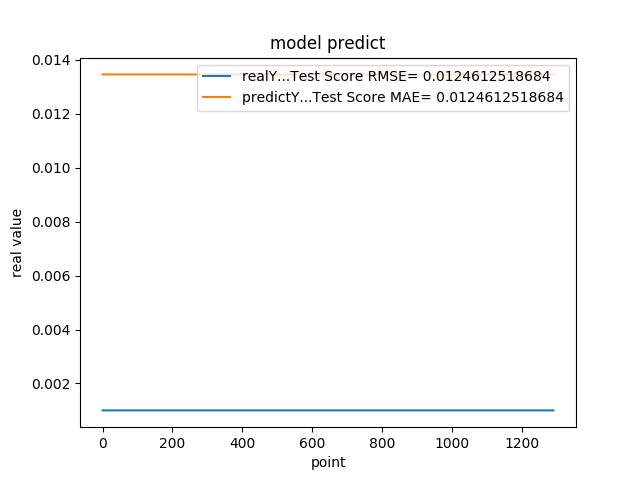 model predict
0.014
0.012
0.010
0.008
0.006
0.004
0.002
real value
realY...Test Score RMSE= 0.0124612518684
predictY...Test Score MAE= 0.0124612518684
0 200 400 600 800 1000 1200
point